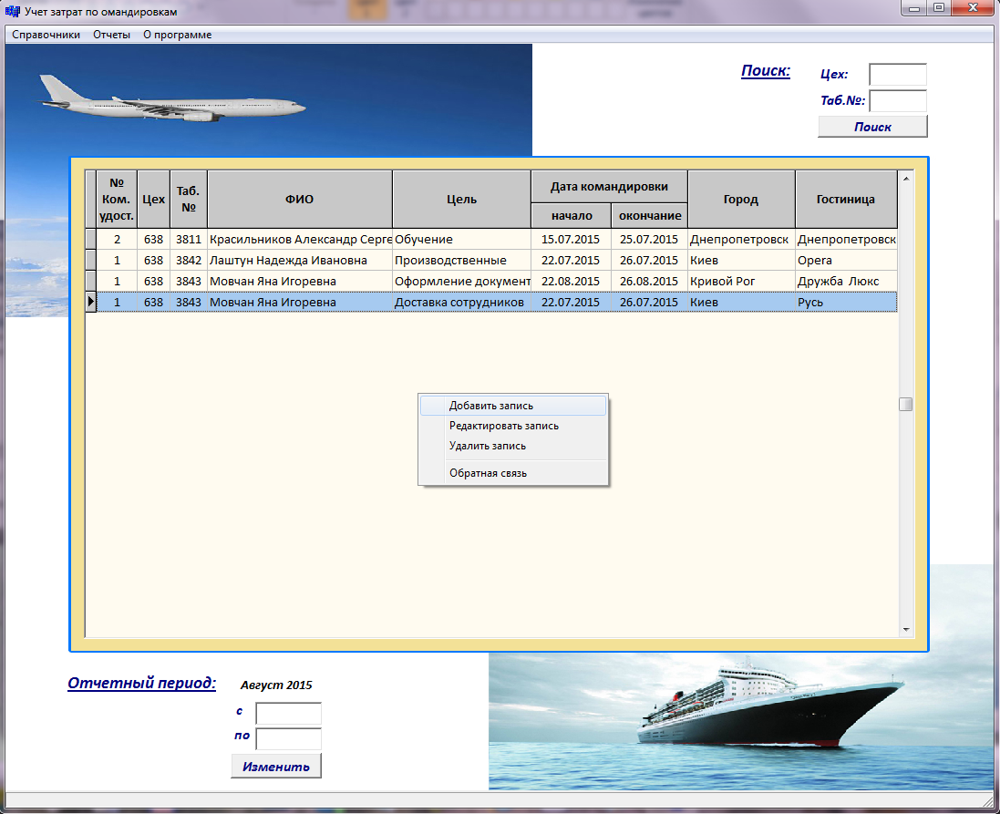 Учет затрат по омандировкам
Справочники Отчеты О программе
Поиск: Цех:
Таб.№:
Поиск
№ Ком. удост. Цех Таб. № ФИО Цель Дата командировки Город Гостиница
начало окончание
2 638 3811 Красильников Александр Серге Обучение 15.07.2015 25.07.2015 Днепропетровск Днепропетровск
1 638 3842 Лаштун Надежда Ивановна Производственные 22.07.2015 26.07.2015 Киев Opera
1 638 3843 Мовчан Яна Игоревна Оформление документ 22.08.2015 26.08.2015 Кривой Рог Дружба Люкс
1 638 3843 Мовчан Яна Игоревна Доставка сотрудников 22.07.2015 26.07.2015 Киев Русь
Добавить запись
Редактировать запись
Удалить запись
Обратная связь
Отчетный период: Август 2015
с
по
Изменить